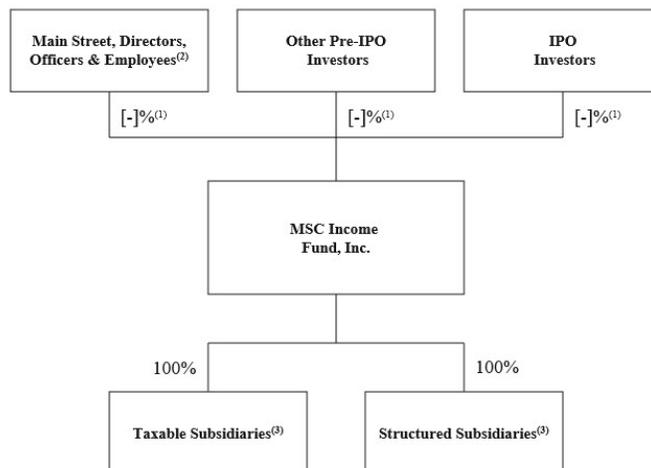 Main Street, Directors,
Officers & Employees(2)
Other Pre-IPO
Investors
IPO
Investors
[-]%(1)
[-]%(1)
[-]%(1)
MSC Income
Fund, Inc.
100%
100%
Taxable Subsidiaries(3)
Structured Subsidiaries(3)